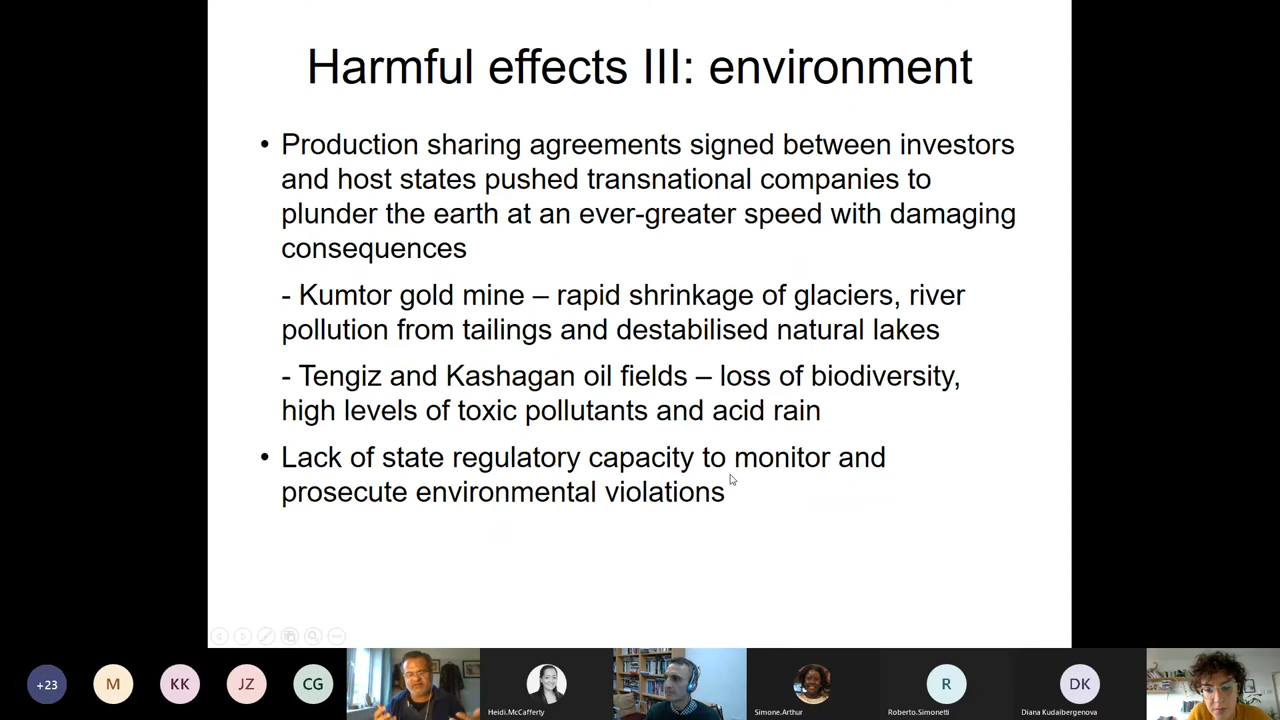 Harmful effects III: environment
• Production sharing agreements signed between investors
and host states pushed transnational companies to
plunder the earth at an ever-greater speed with damaging
consequences
- Kumtor gold mine – rapid shrinkage of glaciers, river
pollution from tailings and destabilised natural lakes
- Tengiz and Kashagan oil fields – loss of biodiversity,
high levels of toxic pollutants and acid rain
• Lack of state regulatory capacity to monitor and
prosecute environmental violations
+23 M KK JZ CG R DK
Heidi.McCafferty Simone.Arthur Roberto.Simonetti Diana Kudaibergenova